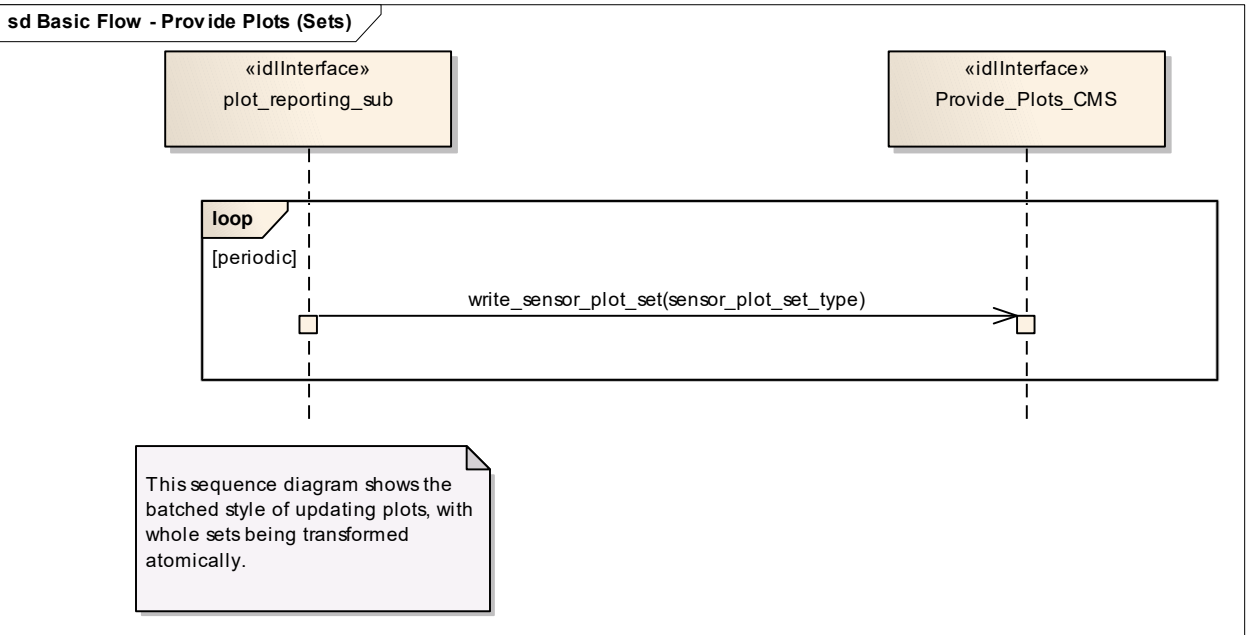 sd Basic Flow - Provide Plots (Sets)
«idlInterface»
plot_reporting_sub
«idlInterface»
Provide_Plots_CMS
loop
[periodic]
write_sensor_plot_set(sensor_plot_set_type)
This sequence diagram shows the
batched style of updating plots, with
whole sets being transformed
atomically.